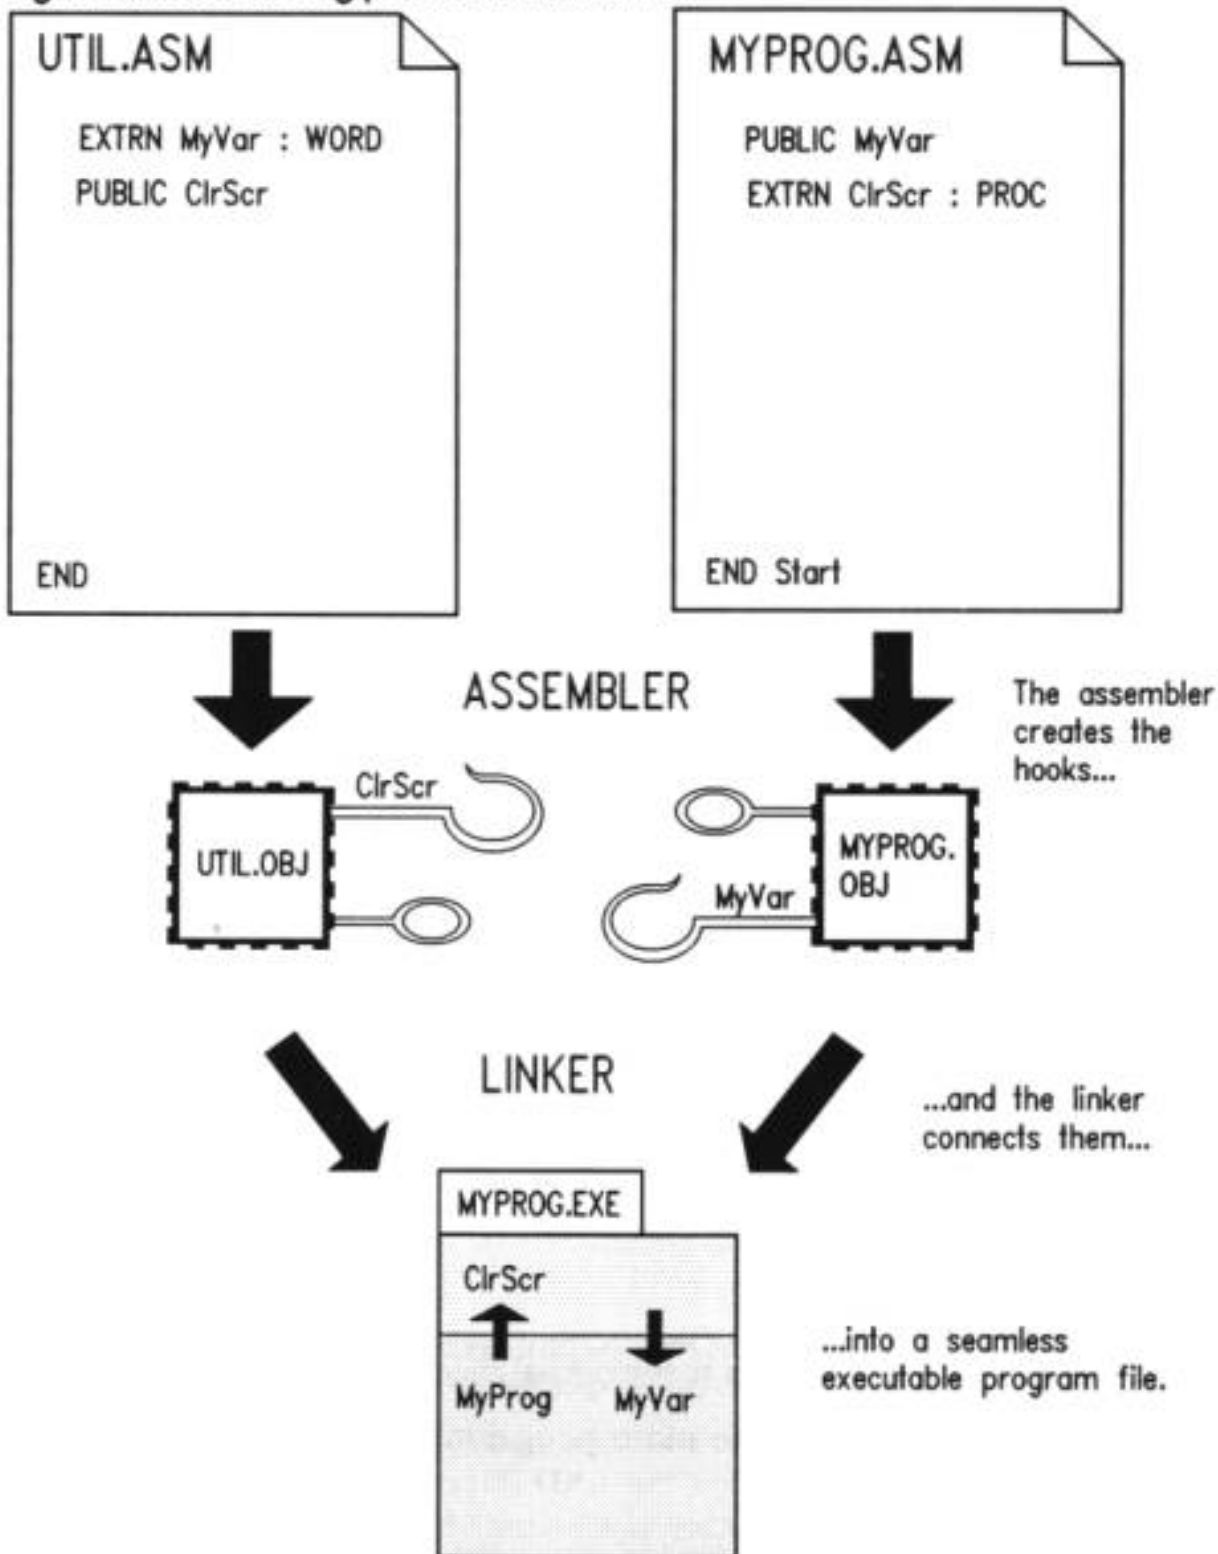 UTIL.ASM
EXTRN MyVar : WORD
PUBLIC ClrScr
END
MYPROG.ASM
PUBLIC MyVar
EXTRN ClrScr : PROC
END Start
ASSEMBLER
The assembler
creates the
hooks...
ClrScr
UTIL.OBJ
MYPROG.
OBJ
MyVar
LINKER
...and the linker
connects them...
MYPROG.EXE
ClrScr
MyProg
MyVar
...into a seamless
executable program file.